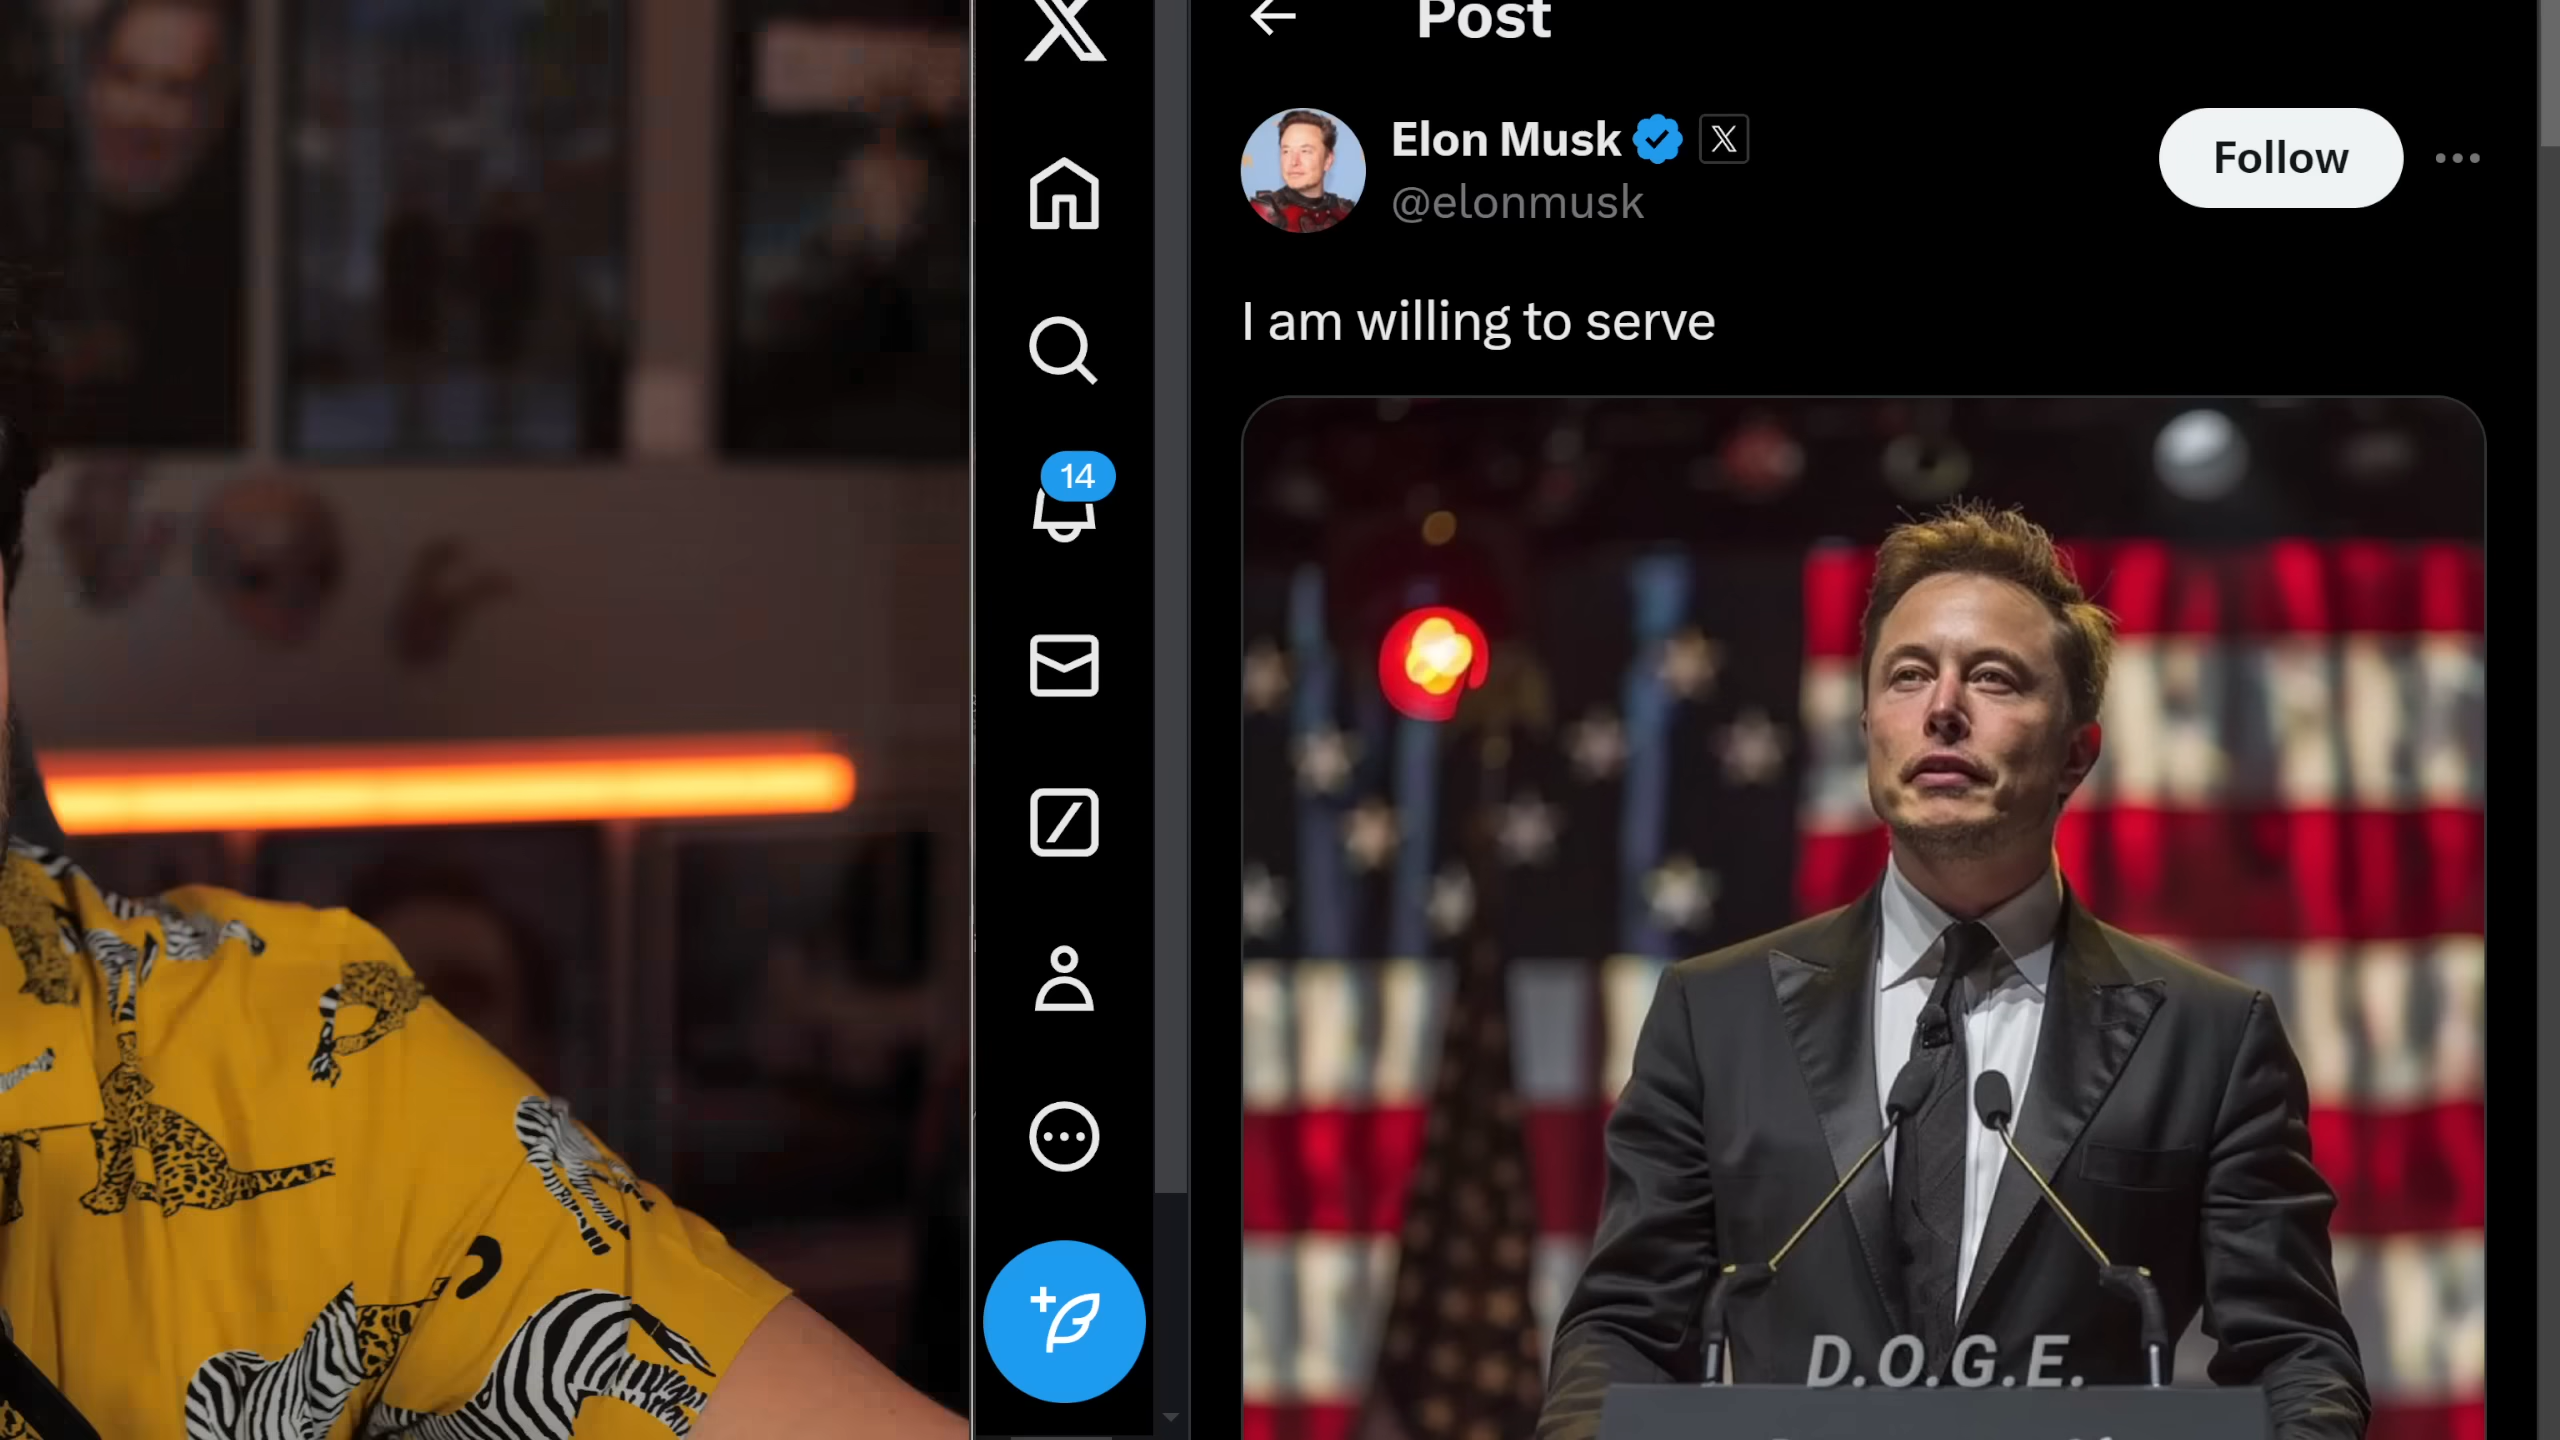 Post
Elon Musk
@elonmusk
Follow
I am willing to serve
14
D.O.G.E.